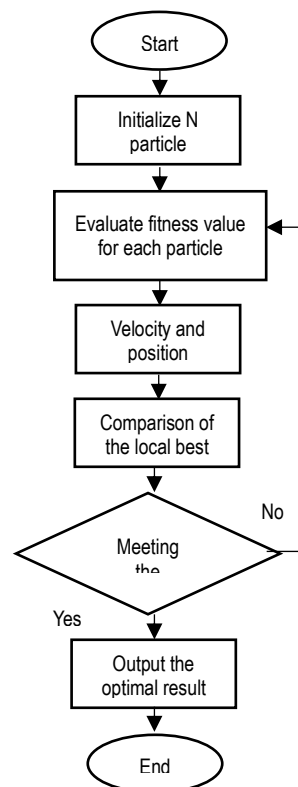 Start
Initialize N
particle
Evaluate fitness value
for each particle
Velocity and
position
Comparison of
the local best
No
Meeting
the
Yes
Output the
optimal result
End